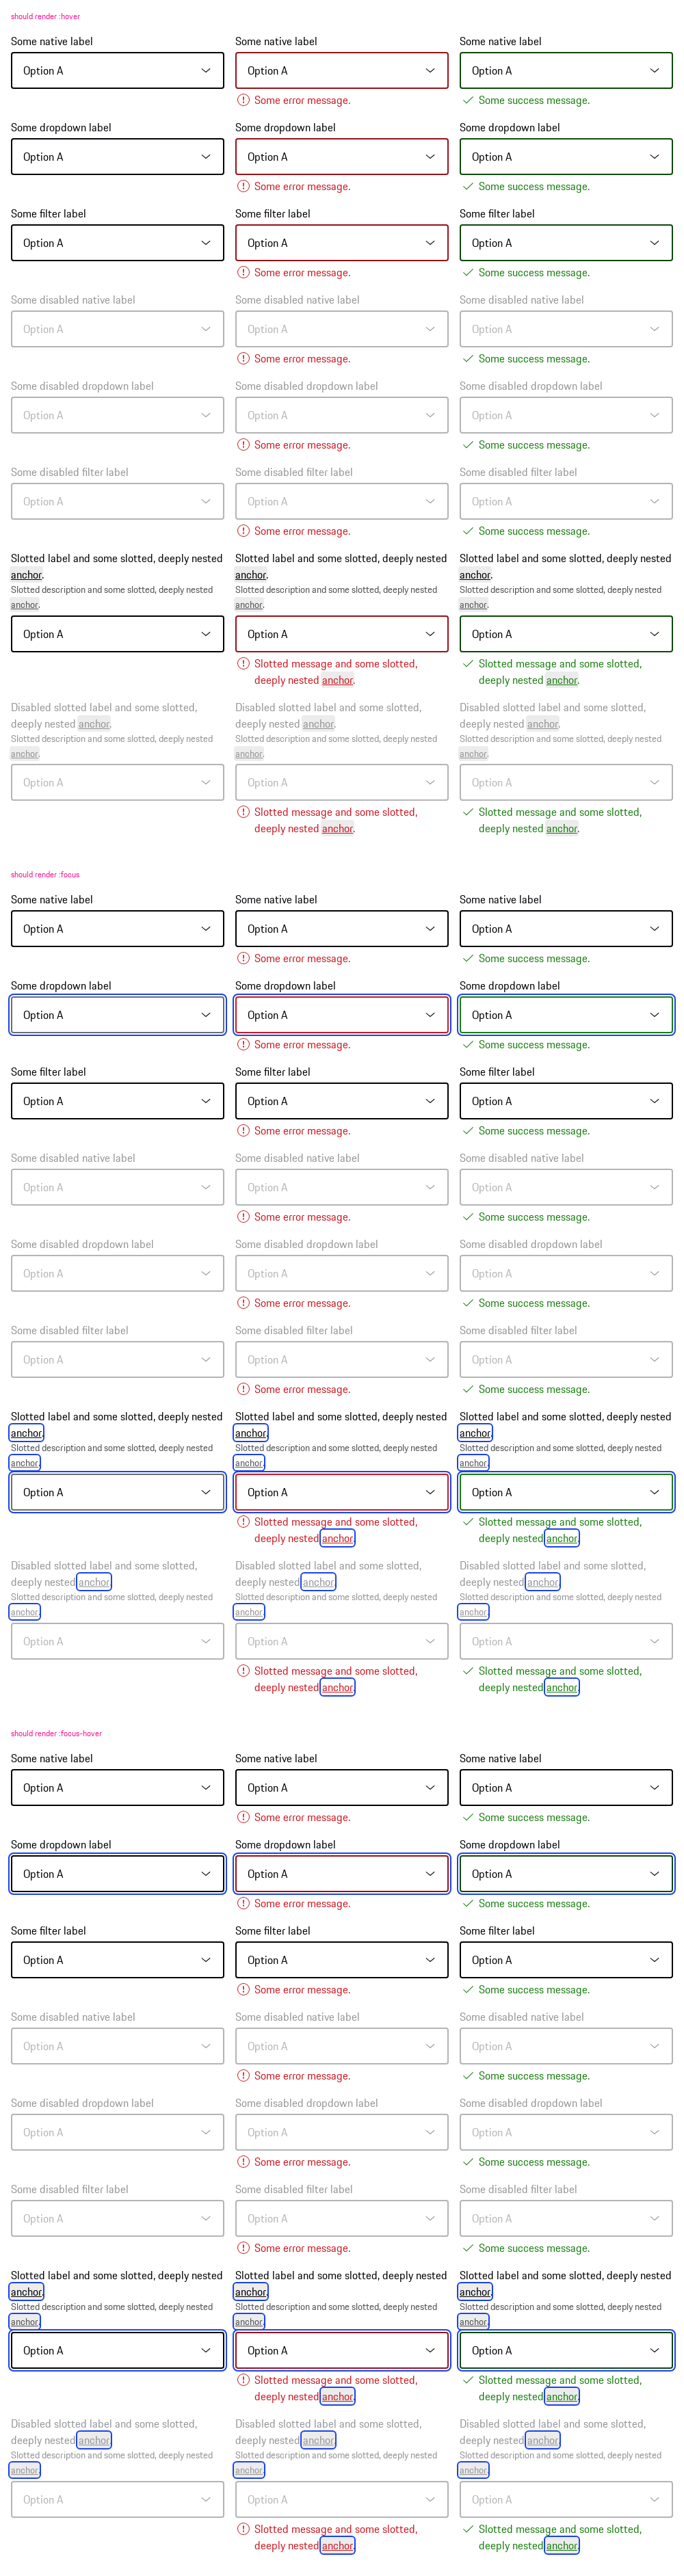 should render :hover
Some native label Some native label Some native label
Option A Option A Option A
Some error message. Some success message.
Some dropdown label Some dropdown label Some dropdown label
Option A Option A Option A
Some error message. Some success message.
Some filter label Some filter label Some filter label
Option A Option A Option A
Some error message. Some success message.
Some disabled native label Some disabled native label Some disabled native label
Option A Option A Option A
Some error message. Some success message.
Some disabled dropdown label Some disabled dropdown label Some disabled dropdown label
Option A Option A Option A
Some error message. Some success message.
Some disabled filter label Some disabled filter label Some disabled filter label
Option A Option A Option A
Some error message. Some success message.
Slotted label and some slotted, deeply nested Slotted label and some slotted, deeply nested Slotted label and some slotted, deeply nested
anchor. anchor. anchor.
Slotted description and some slotted, deeply nested Slotted description and some slotted, deeply nested Slotted description and some slotted, deeply nested
anchor. anchor. anchor.
Option A Option A Option A
Slotted message and some slotted, Slotted message and some slotted,
deeply nested anchor. deeply nested anchor.
Disabled slotted label and some slotted, Disabled slotted label and some slotted, Disabled slotted label and some slotted,
deeply nested anchor. deeply nested anchor. deeply nested anchor.
Slotted description and some slotted, deeply nested Slotted description and some slotted, deeply nested Slotted description and some slotted, deeply nested
anchor. anchor. anchor.
Option A Option A Option A
Slotted message and some slotted, Slotted message and some slotted,
deeply nested anchor. deeply nested anchor.
should render :focus
Some native label Some native label Some native label
Option A Option A Option A
Some error message. Some success message.
Some dropdown label Some dropdown label Some dropdown label
Option A Option A Option A
Some error message. Some success message.
Some filter label Some filter label Some filter label
Option A Option A Option A
Some error message. Some success message.
Some disabled native label Some disabled native label Some disabled native label
Option A Option A Option A
Some error message. Some success message.
Some disabled dropdown label Some disabled dropdown label Some disabled dropdown label
Option A Option A Option A
Some error message. Some success message.
Some disabled filter label Some disabled filter label Some disabled filter label
Option A Option A Option A
Some error message. Some success message.
Slotted label and some slotted, deeply nested Slotted label and some slotted, deeply nested Slotted label and some slotted, deeply nested
anchor. anchor. anchor.
Slotted description and some slotted, deeply nested Slotted description and some slotted, deeply nested Slotted description and some slotted, deeply nested
anchor. anchor. anchor.
Option A Option A Option A
Slotted message and some slotted, Slotted message and some slotted,
deeply nested anchor. deeply nested anchor.
Disabled slotted label and some slotted, Disabled slotted label and some slotted, Disabled slotted label and some slotted,
deeply nested anchor. deeply nested anchor. deeply nested anchor.
Slotted description and some slotted, deeply nested Slotted description and some slotted, deeply nested Slotted description and some slotted, deeply nested
anchor. anchor. anchor.
Option A Option A Option A
Slotted message and some slotted, Slotted message and some slotted,
deeply nested anchor. deeply nested anchor.
should render :focus-hover
Some native label Some native label Some native label
Option A Option A Option A
Some error message. Some success message.
Some dropdown label Some dropdown label Some dropdown label
Option A Option A Option A
Some error message. Some success message.
Some filter label Some filter label Some filter label
Option A Option A Option A
Some error message. Some success message.
Some disabled native label Some disabled native label Some disabled native label
Option A Option A Option A
Some error message. Some success message.
Some disabled dropdown label Some disabled dropdown label Some disabled dropdown label
Option A Option A Option A
Some error message. Some success message.
Some disabled filter label Some disabled filter label Some disabled filter label
Option A Option A Option A
Some error message. Some success message.
Slotted label and some slotted, deeply nested Slotted label and some slotted, deeply nested Slotted label and some slotted, deeply nested
anchor. anchor. anchor.
Slotted description and some slotted, deeply nested Slotted description and some slotted, deeply nested Slotted description and some slotted, deeply nested
anchor. anchor. anchor.
Option A Option A Option A
Slotted message and some slotted, Slotted message and some slotted,
deeply nested anchor. deeply nested anchor.
Disabled slotted label and some slotted, Disabled slotted label and some slotted, Disabled slotted label and some slotted,
deeply nested anchor. deeply nested anchor. deeply nested anchor.
Slotted description and some slotted, deeply nested Slotted description and some slotted, deeply nested Slotted description and some slotted, deeply nested
anchor. anchor. anchor.
Option A Option A Option A
Slotted message and some slotted, Slotted message and some slotted,
deeply nested anchor. deeply nested anchor.